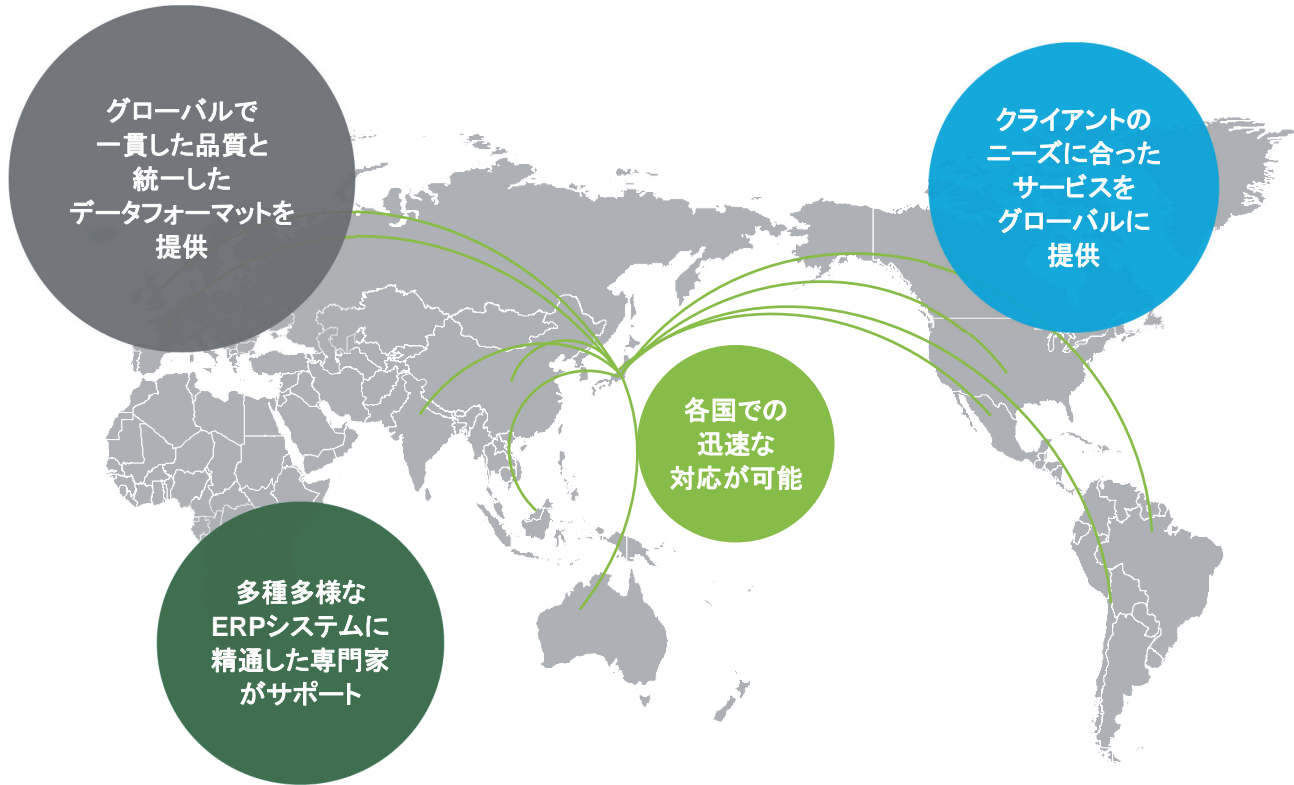 グローバルで
一貫した品質と
統一した
データフォーマットを
提供
クライアントの
ニーズに合った
サービスを
グローバルに
提供
各国での
迅速な
対応が可能
多種多様な
ERPシステムに
精通した専門家
がサポート